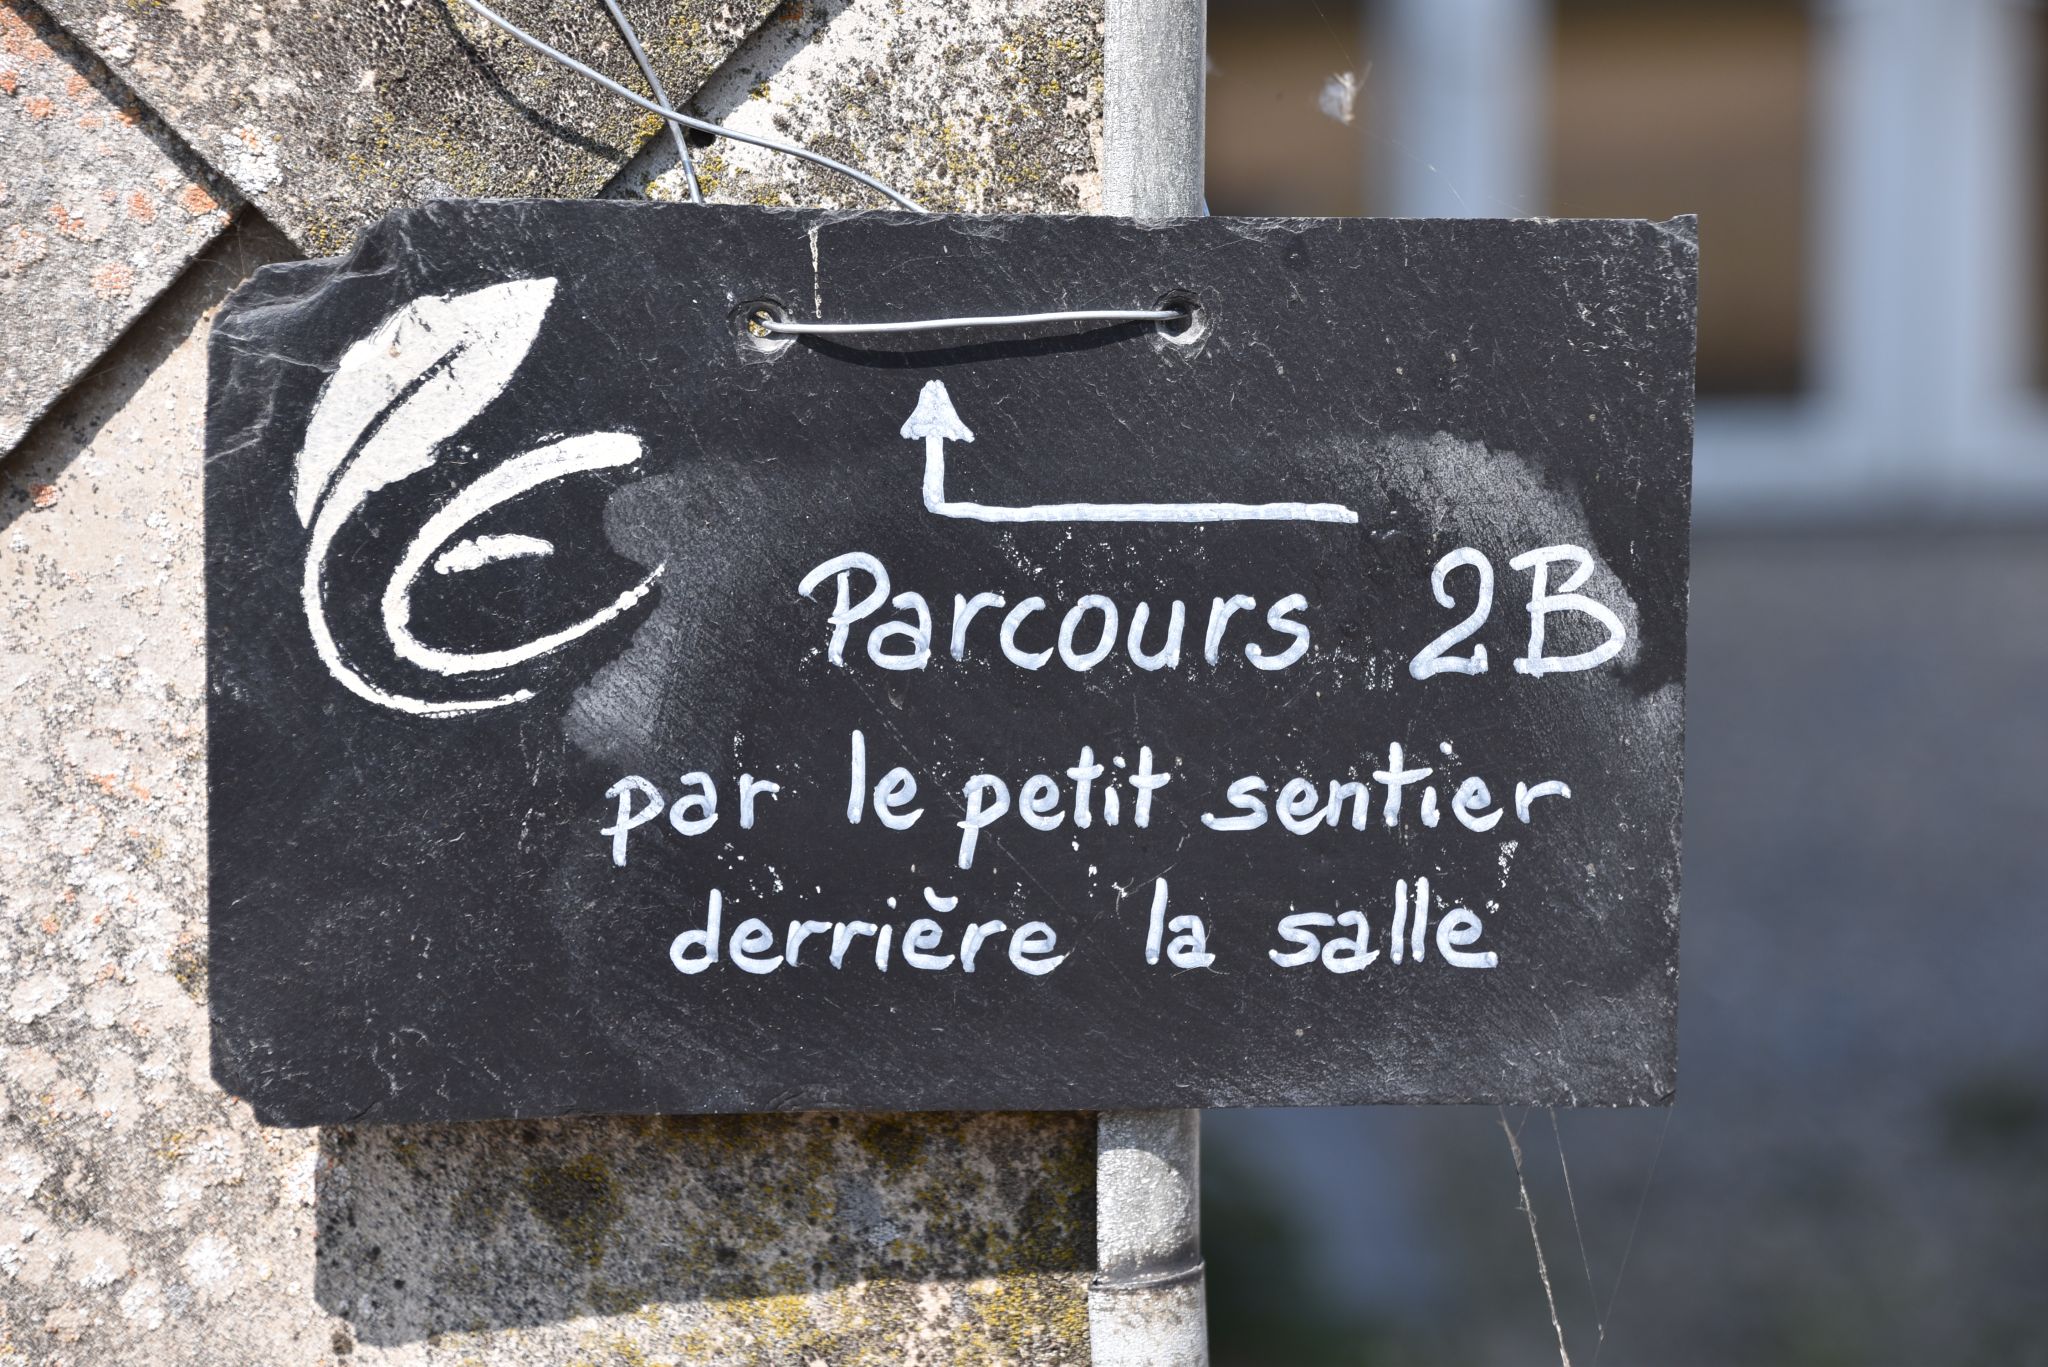 Parcours 2B
par le petit sentier
derrière la salle